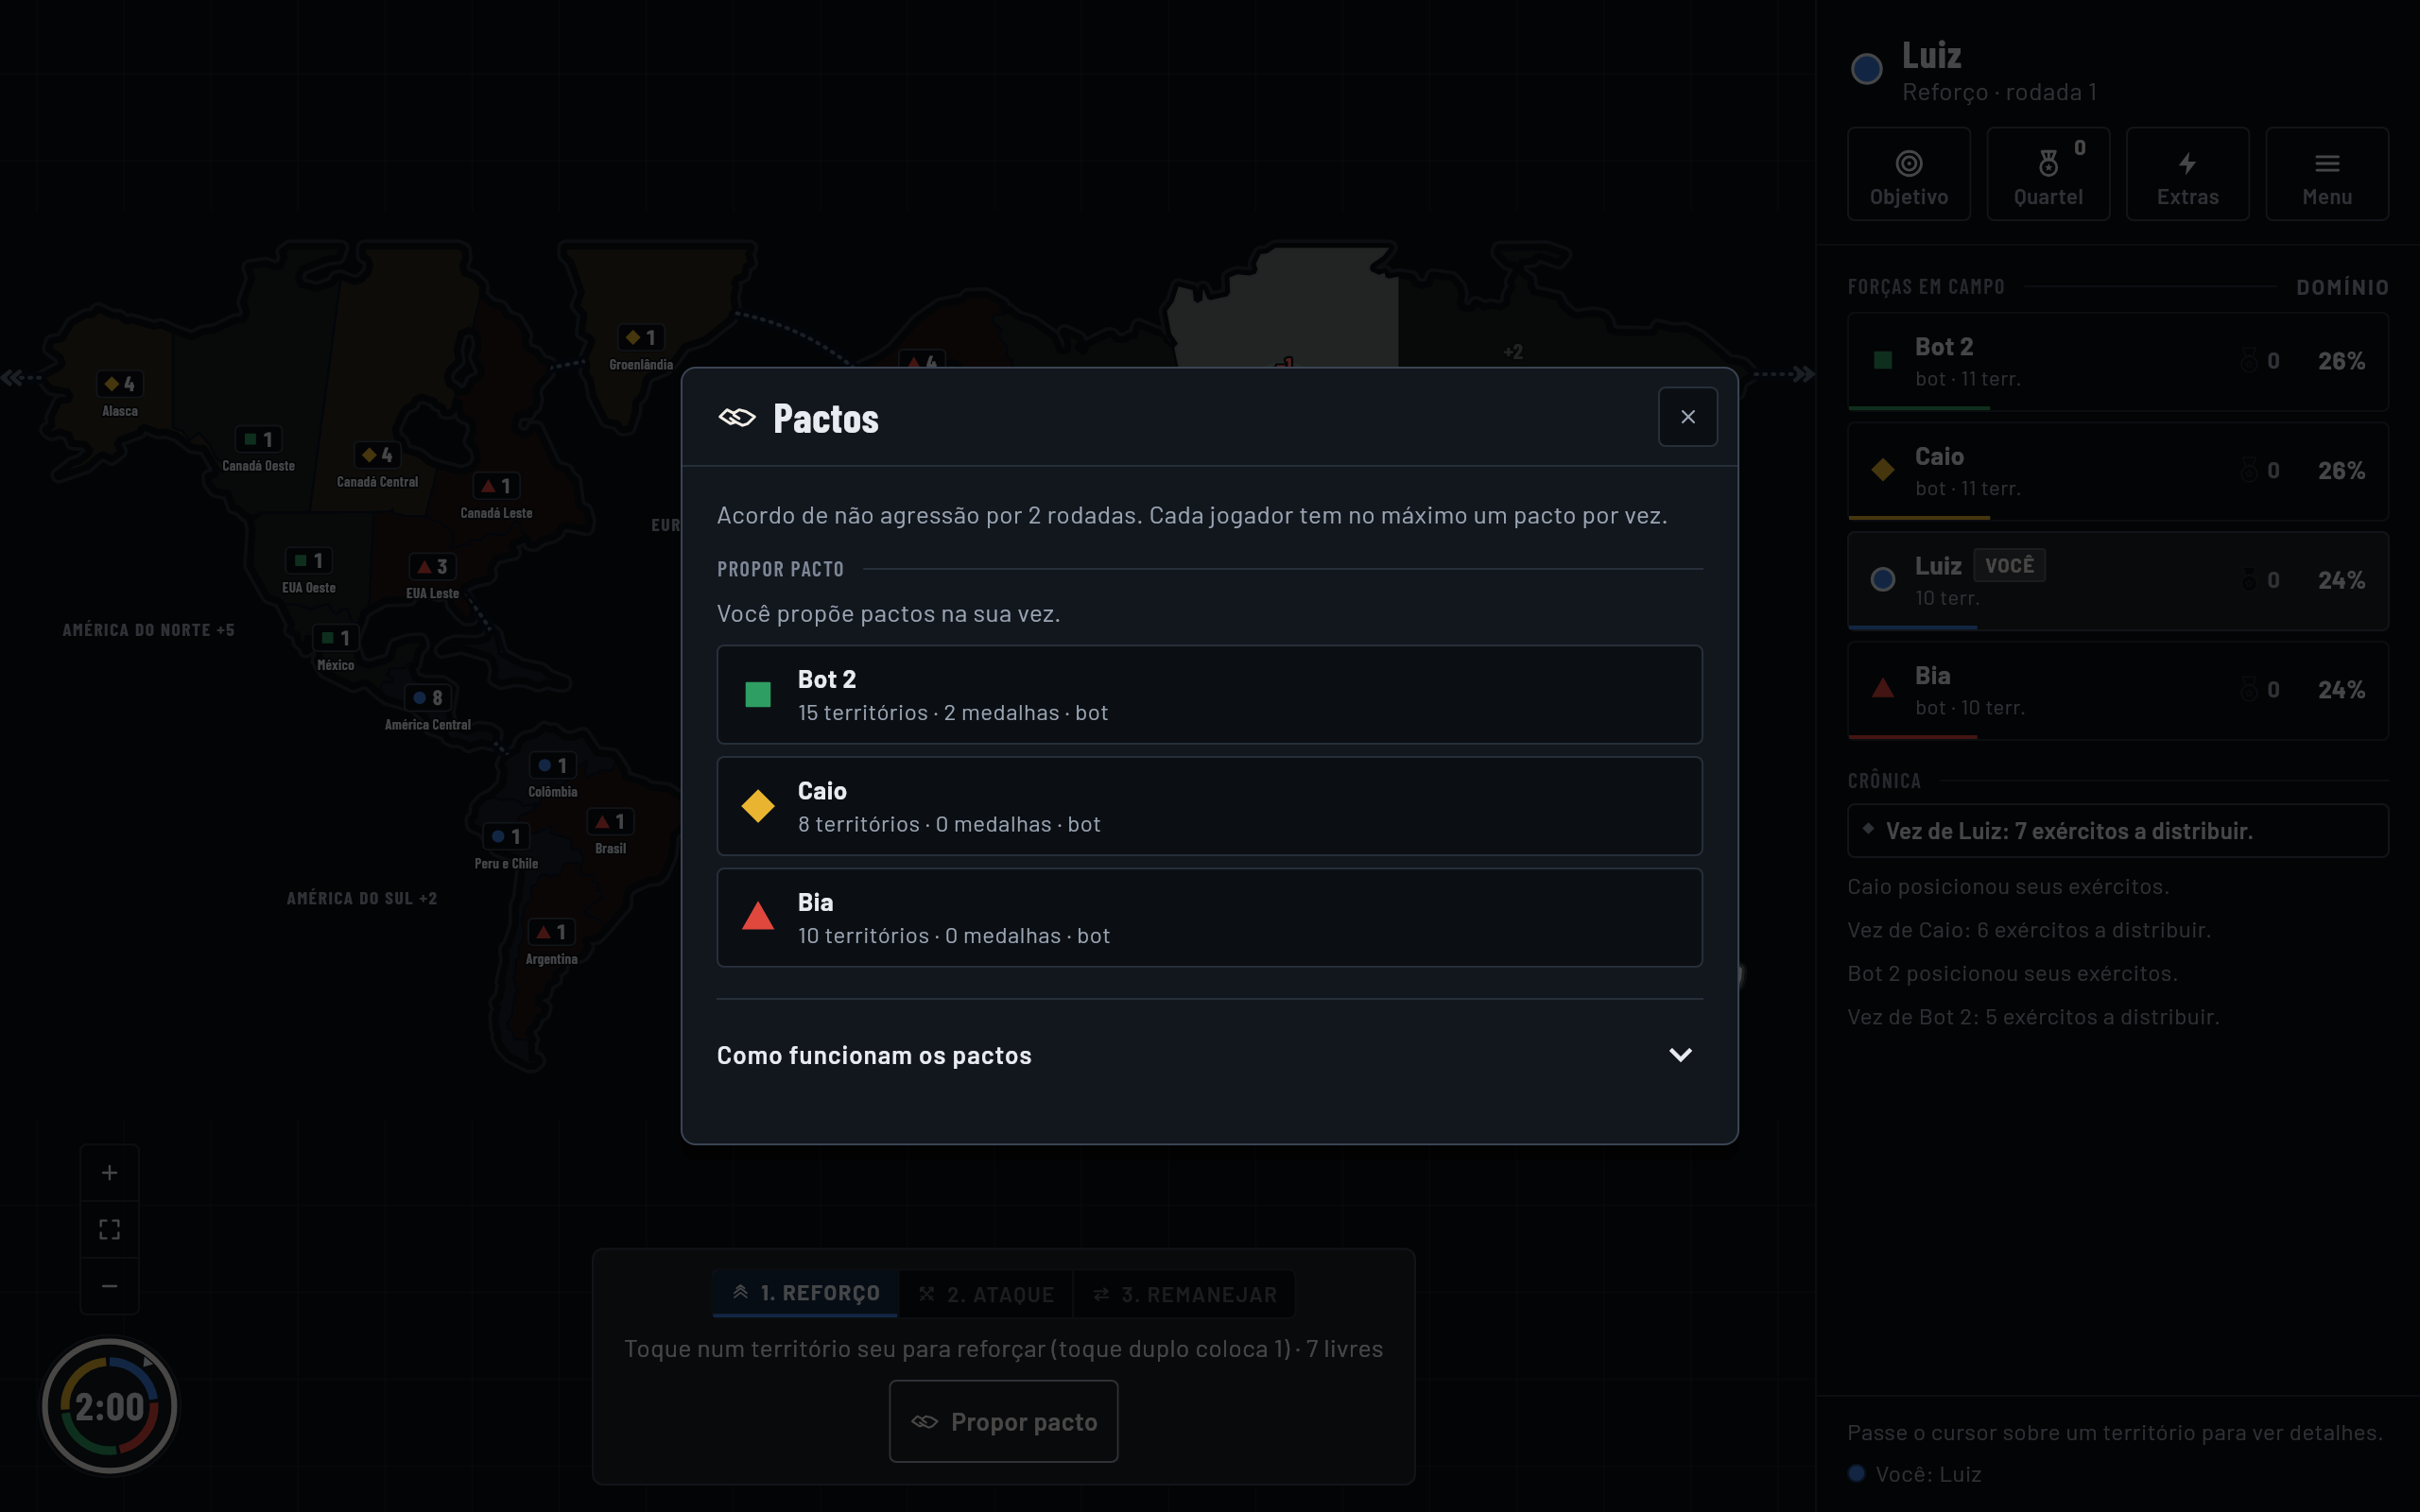 Luiz
Reforço · rodada 1
Objetivo
0
Quartel
Extras
Menu
FORÇAS EM CAMPO
DOMÍNIO
Bot 2
bot · 11 terr.
0
26%
Caio
bot · 11 terr.
0
26%
Luiz VOCÊ
10 terr.
0
24%
Bia
bot · 10 terr.
0
24%
CRÔNICA
Vez de Luiz: 7 exércitos a distribuir.
Caio posicionou seus exércitos.
Vez de Caio: 6 exércitos a distribuir.
Bot 2 posicionou seus exércitos.
Vez de Bot 2: 5 exércitos a distribuir.
Passe o cursor sobre um território para ver detalhes.
Você: Luiz
Pactos
Acordo de não agressão por 2 rodadas. Cada jogador tem no máximo um pacto por vez.
PROPOR PACTO
Você propõe pactos na sua vez.
Bot 2
15 territórios · 2 medalhas · bot
Caio
8 territórios · 0 medalhas · bot
Bia
10 territórios · 0 medalhas · bot
Como funcionam os pactos
4
Alasca
1
Canadá Oeste
4
Canadá Central
1
Canadá Leste
1
Groenlândia
4
+2
1
EUA Oeste
3
EUA Leste
1
México
AMÉRICA DO NORTE +5
EUR
8
América Central
1
Colômbia
1
Brasil
1
Peru e Chile
AMÉRICA DO SUL +2
1
Argentina
+
−
2:00
1. REFORÇO
2. ATAQUE
3. REMANEJAR
Toque num território seu para reforçar (toque duplo coloca 1) · 7 livres
Propor pacto